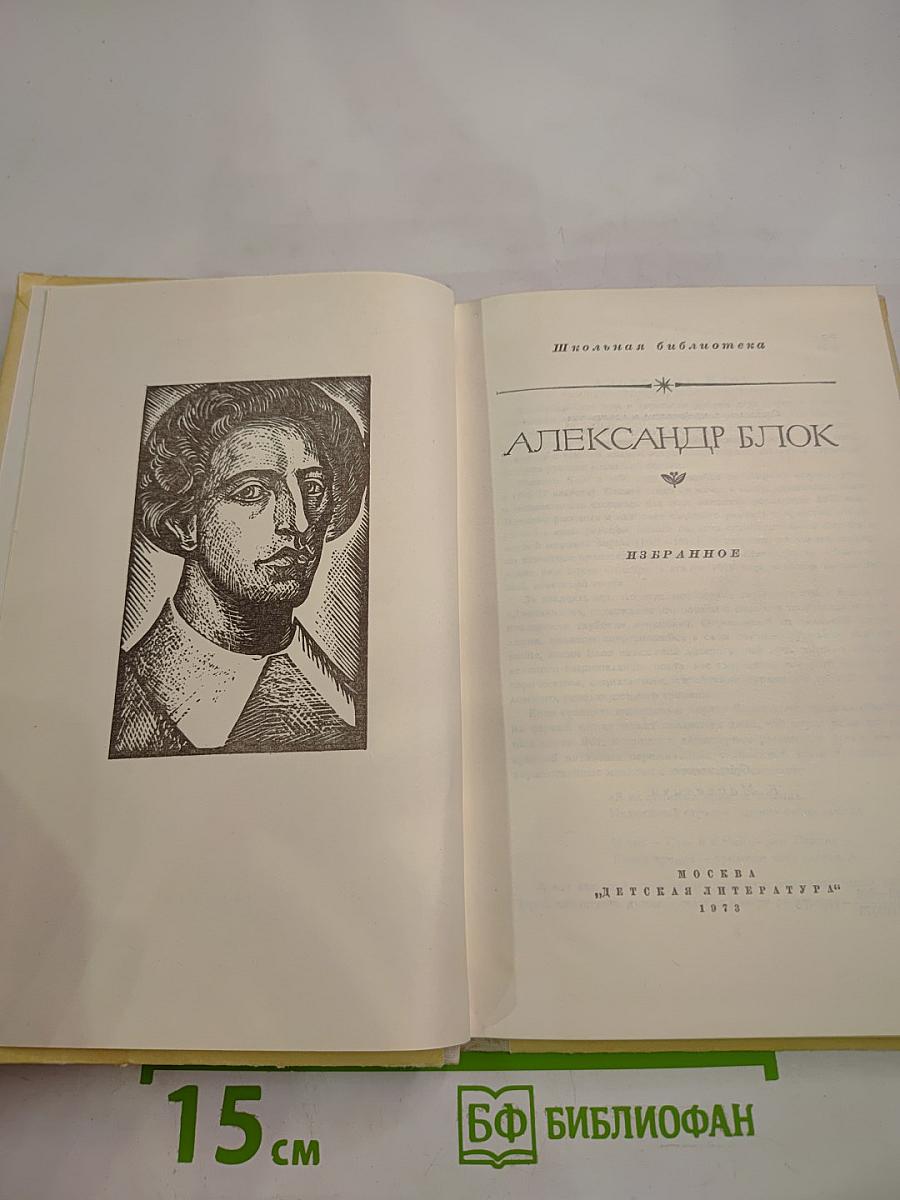 Школьная библиотека
АЛЕКСАНДР БЛОК
ИЗБРАННОЕ
МОСКВА
„ДЕТСКАЯ ЛИТЕРАТУРА“
1973
15 см
БФ БИБЛИОФАН